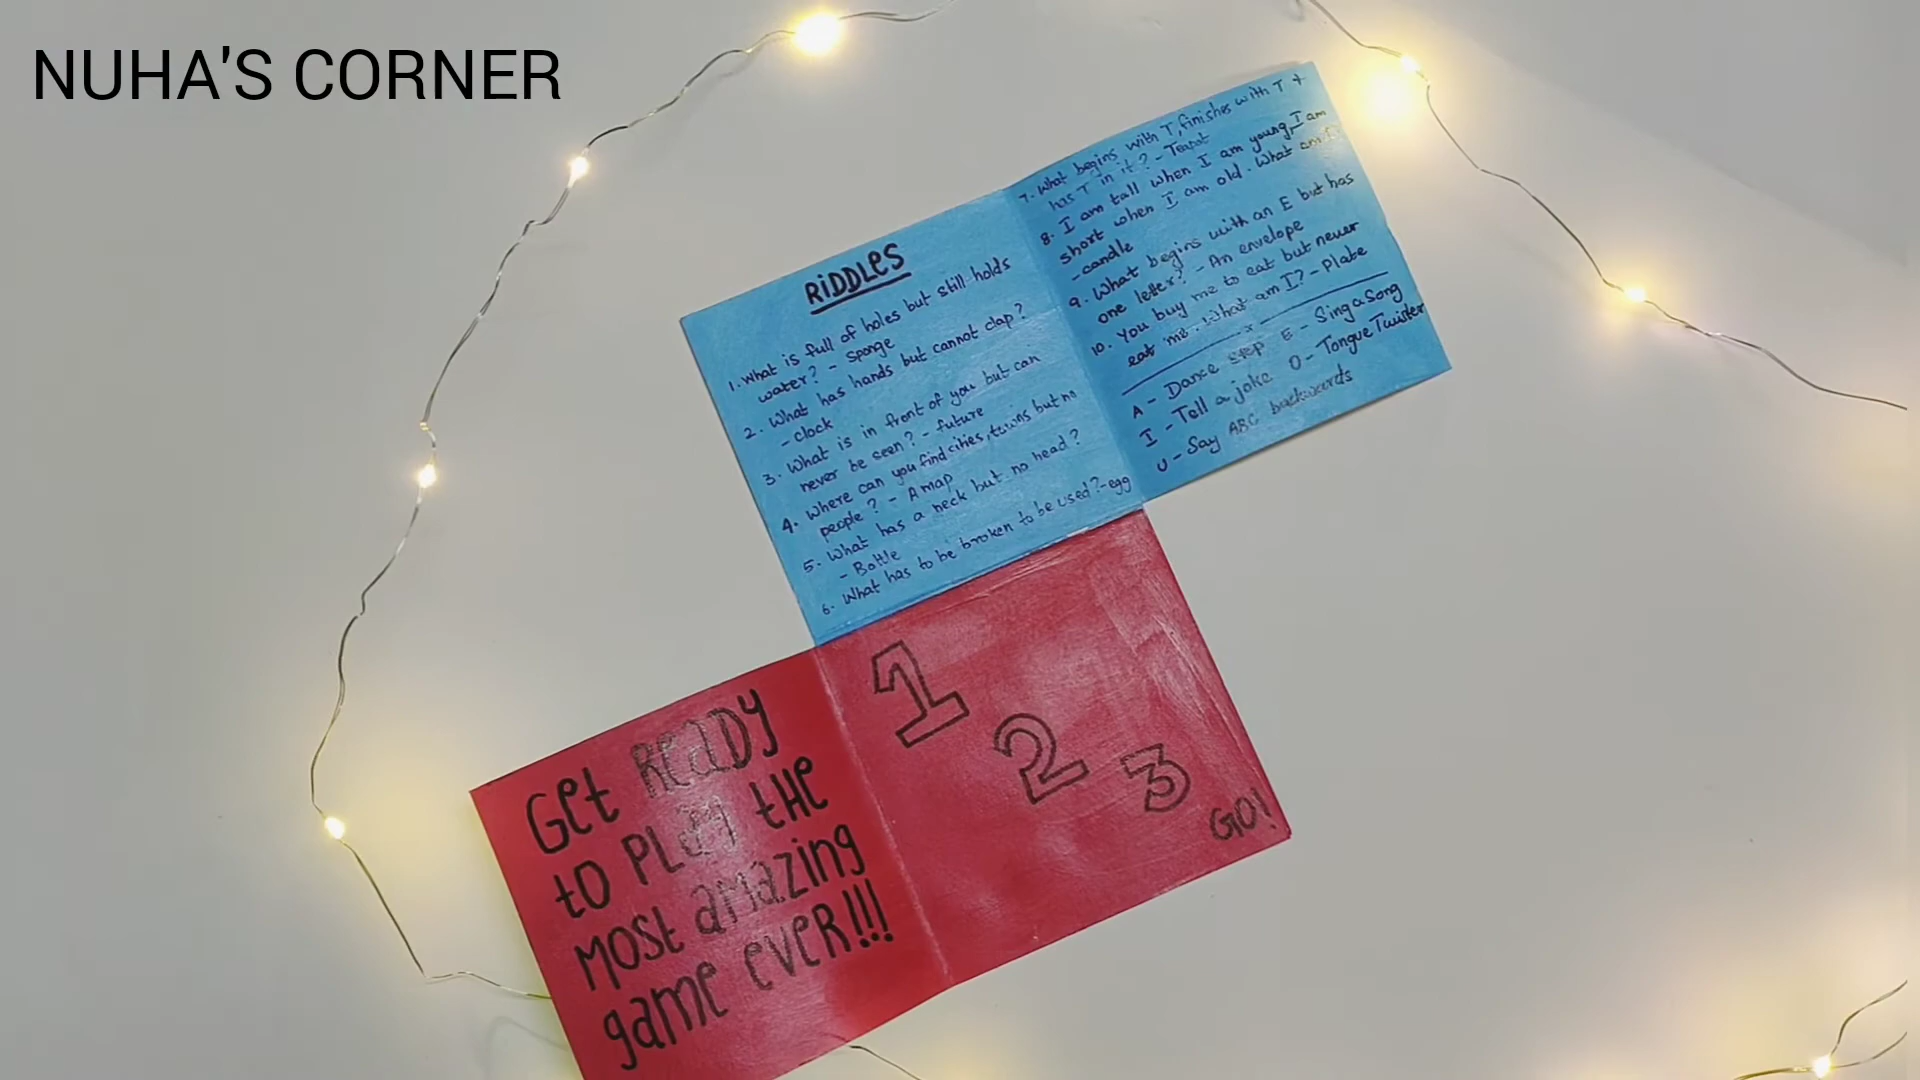 NUHA'S CORNER
RIDDLES
1. What is full of holes but still holds
water? - Sponge
2. What has hands but cannot clap?
- clock
3. What is in front of you but can
never be seen? - future
4. Where can you find cities, towns but no
people? - A map
5. What has a neck but no head?
- Bottle
6. What has to be broken to be used? - egg
7. What begins with T, finishes with T +
has T in it? - Teapot
8. I am tall when I am young, I am
short when I am old. What am I?
- candle
9. What begins with an E but has
one letter? - An envelope
10. You buy me to eat but never
eat me. What am I? - Plate
A - Dance Step E - Sing a Song
I - Tell a joke O - Tongue Twister
U - Say ABC backwards
Get READY
to PLAY tHe
MOSt amazing
game eveR!!!
1
2
3
GO!